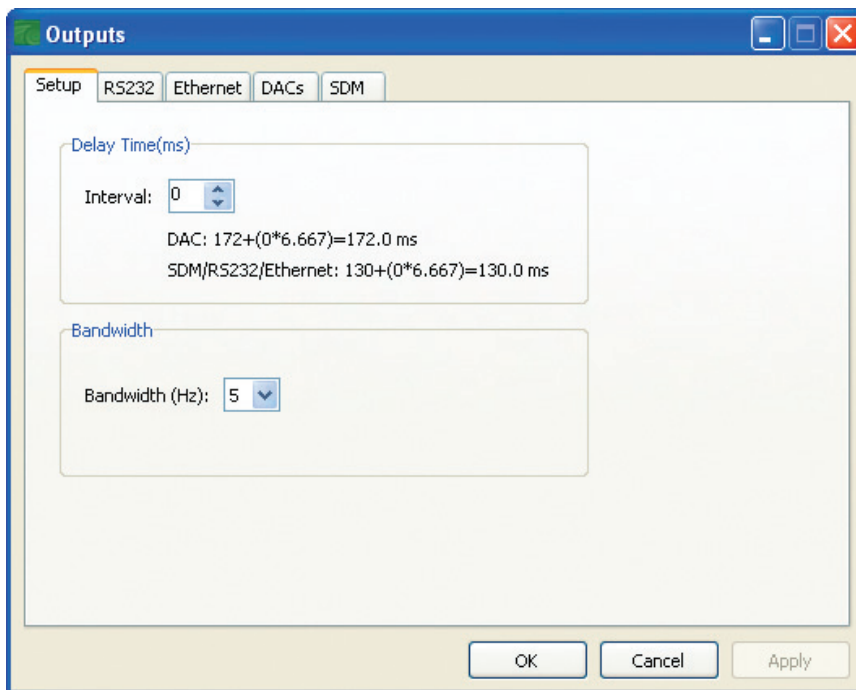 Outputs
Setup RS232 Ethernet DACs SDM
Delay Time(ms)
Interval: 0
DAC: 172+(0*6.667)=172.0 ms
SDM/RS232/Ethernet: 130+(0*6.667)=130.0 ms
Bandwidth
Bandwidth (Hz): 5
OK Cancel Apply